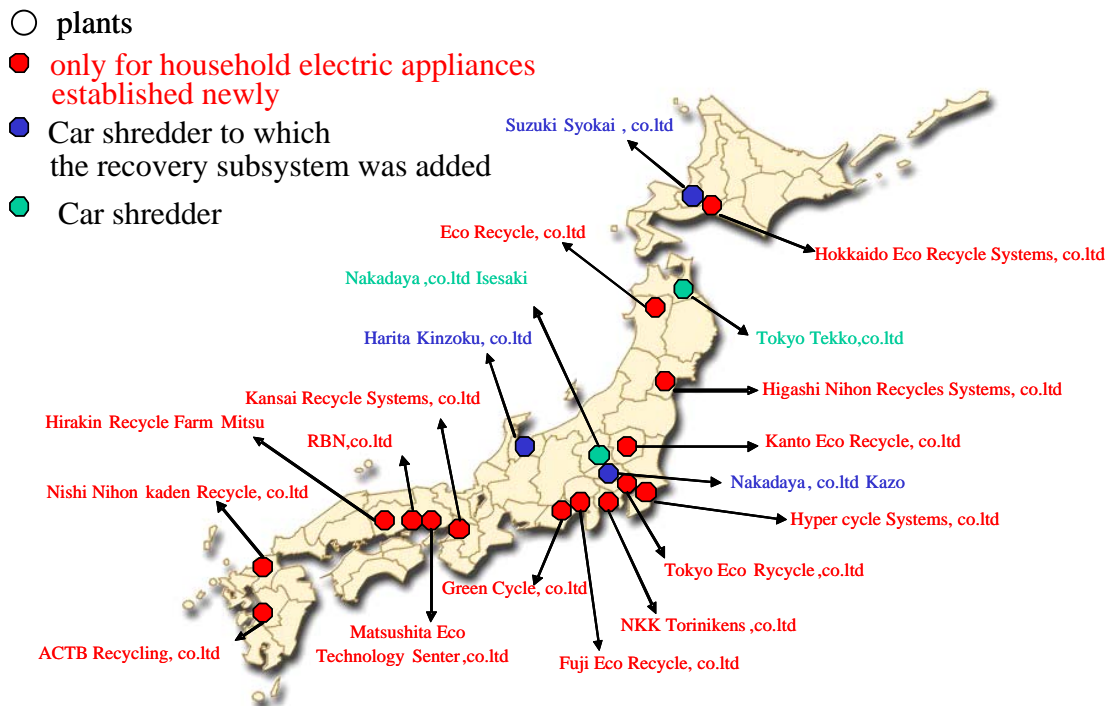 plants
only for household electric appliances
established newly
Car shredder to which
the recovery subsystem was added
Car shredder
Suzuki Syokai , co.ltd
Eco Recycle, co.ltd
Hokkaido Eco Recycle Systems, co.ltd
Nakadaya ,co.ltd Isesaki
Harita Kinzoku, co.ltd
Tokyo Tekko,co.ltd
Kansai Recycle Systems, co.ltd
Higashi Nihon Recycles Systems, co.ltd
Hirakin Recycle Farm Mitsu
RBN,co.ltd
Kanto Eco Recycle, co.ltd
Nishi Nihon kaden Recycle, co.ltd
Nakadaya , co.ltd Kazo
Hyper cycle Systems, co.ltd
Tokyo Eco Rycycle ,co.ltd
Green Cycle, co.ltd
NKK Torinikens ,co.ltd
Matsushita Eco
Technology Senter ,co.ltd
ACTB Recycling, co.ltd
Fuji Eco Recycle, co.ltd